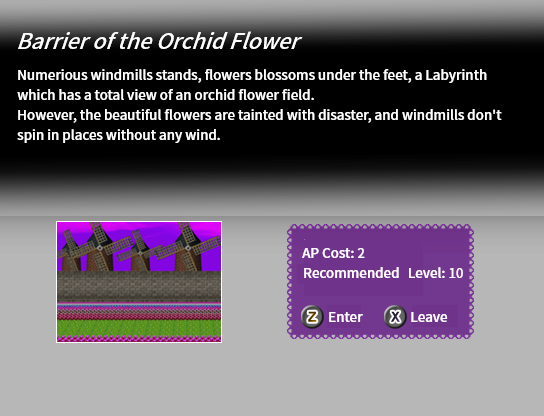 Barrier of the Orchid Flower
Numerious windmills stands, flowers blossoms under the feet, a Labyrinth
which has a total view of an orchid flower field.
However, the beautiful flowers are tainted with disaster, and windmills don't
spin in places without any wind.
AP Cost: 2
Recommended Level: 10
Z Enter X Leave